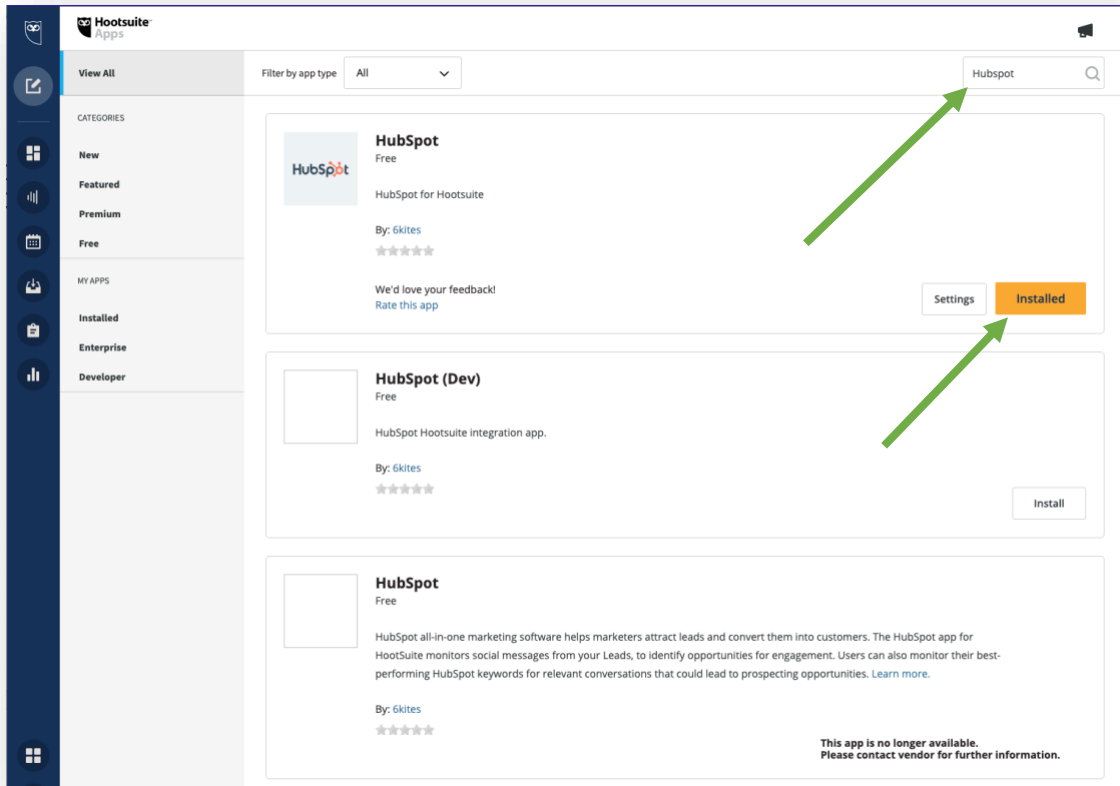 Hootsuite™
Apps
View All
Filter by app type
All
Hubspot
CATEGORIES
New
Featured
Premium
Free
MY APPS
Installed
Enterprise
Developer
HubSpot
HubSpot
Free
HubSpot for Hootsuite
By: 6kites
We'd love your feedback!
Rate this app
Settings
Installed
HubSpot (Dev)
Free
HubSpot Hootsuite integration app.
By: 6kites
Install
HubSpot
Free
HubSpot all-in-one marketing software helps marketers attract leads and convert them into customers. The HubSpot app for
HootSuite monitors social messages from your Leads, to identify opportunities for engagement. Users can also monitor their best-
performing HubSpot keywords for relevant conversations that could lead to prospecting opportunities. Learn more.
By: 6kites
This app is no longer available.
Please contact vendor for further information.